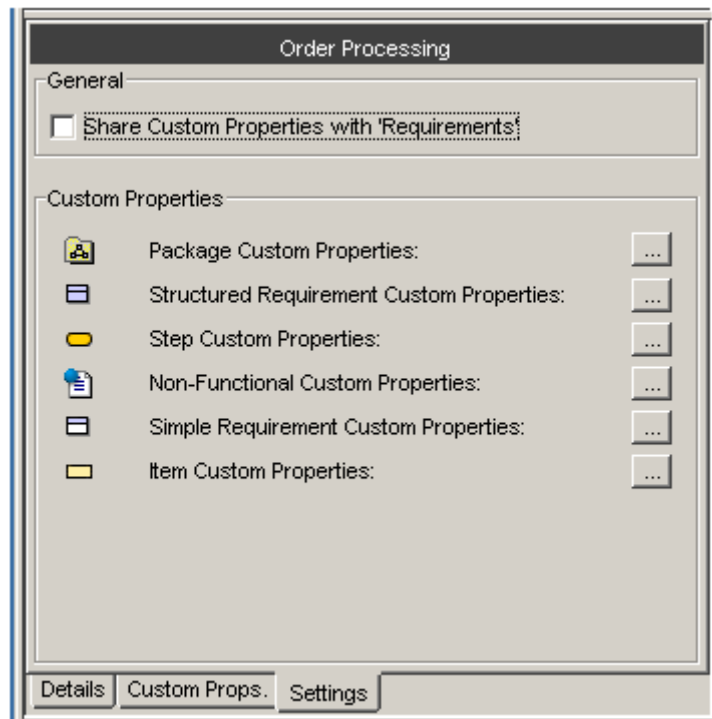 Order Processing
General
Share Custom Properties with 'Requirements'
Custom Properties
Package Custom Properties: ...
Structured Requirement Custom Properties: ...
Step Custom Properties: ...
Non-Functional Custom Properties: ...
Simple Requirement Custom Properties: ...
Item Custom Properties: ...
Details Custom Props. Settings